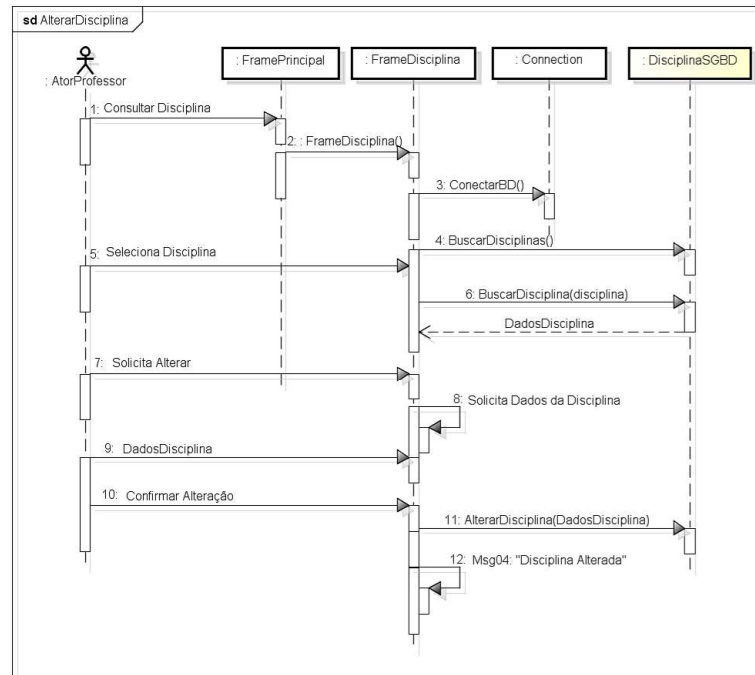 sd AlterarDisciplina
: AtorProfessor
: FramePrincipal
: FrameDisciplina
: Connection
: DisciplinaSGBD
1: Consultar Disciplina
2: : FrameDisciplina()
3: ConectarBD()
4: BuscarDisciplinas()
5: Seleciona Disciplina
6: BuscarDisciplina(disciplina)
DadosDisciplina
7: Solicita Alterar
8: Solicita Dados da Disciplina
9: DadosDisciplina
10: Confirmar Alteração
11: AlterarDisciplina(DadosDisciplina)
12: Msg04: "Disciplina Alterada"